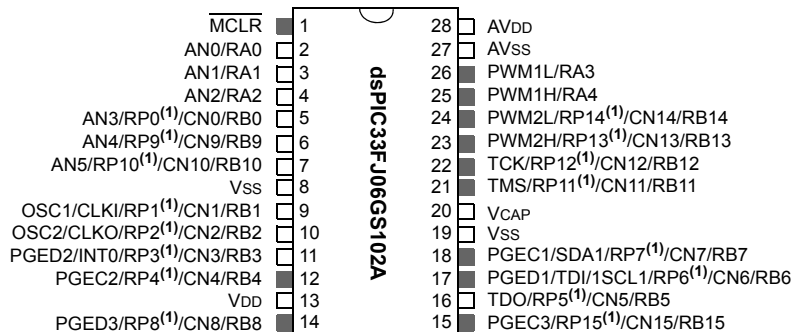 MCLR 1 28 AVDD
AN0/RA0 2 27 AVSS
AN1/RA1 3 26 PWM1L/RA3
AN2/RA2 4 25 PWM1H/RA4
AN3/RP0(1)/CN0/RB0 5 24 PWM2L/RP14(1)/CN14/RB14
AN4/RP9(1)/CN9/RB9 6 23 PWM2H/RP13(1)/CN13/RB13
AN5/RP10(1)/CN10/RB10 7 22 TCK/RP12(1)/CN12/RB12
VSS 8 21 TMS/RP11(1)/CN11/RB11
OSC1/CLKI/RP1(1)/CN1/RB1 9 20 VCAP
OSC2/CLKO/RP2(1)/CN2/RB2 10 19 VSS
PGED2/INT0/RP3(1)/CN3/RB3 11 18 PGEC1/SDA1/RP7(1)/CN7/RB7
PGEC2/RP4(1)/CN4/RB4 12 17 PGED1/TDI/1SCL1/RP6(1)/CN6/RB6
VDD 13 16 TDO/RP5(1)/CN5/RB5
PGED3/RP8(1)/CN8/RB8 14 15 PGEC3/RP15(1)/CN15/RB15
dsPIC33FJ06GS102A